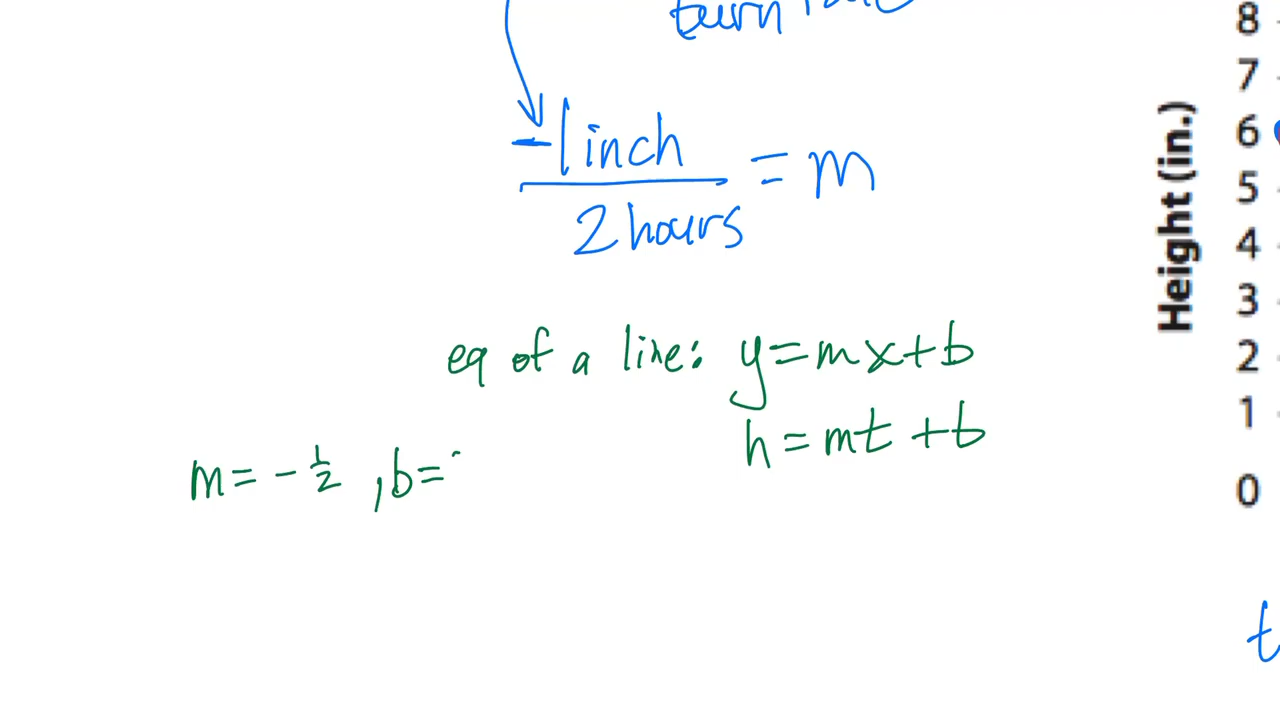 turn
-1 inch
2 hours
= m
eq of a line: y = mx + b
h = mt + b
m = - 1/2 , b =
Height (in.)
8
7
6
5
4
3
2
1
0
t